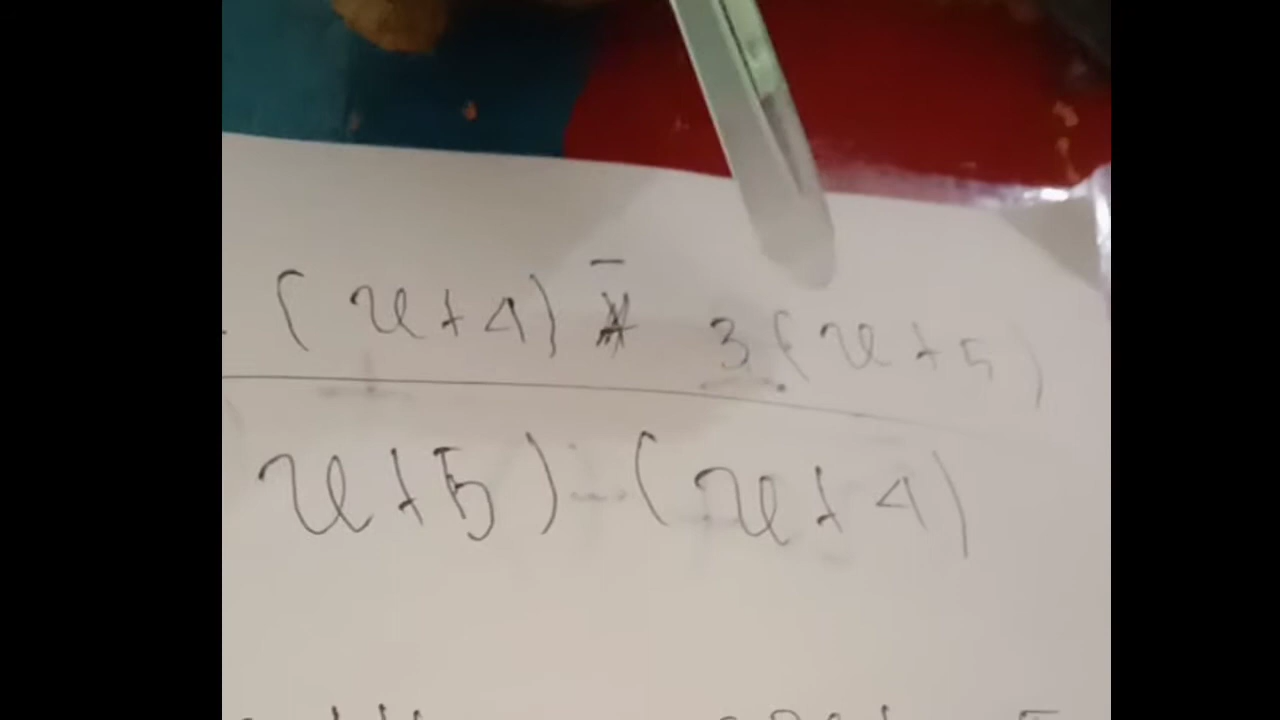 (x+4) - 3(x+5)
x+5) (x+4)